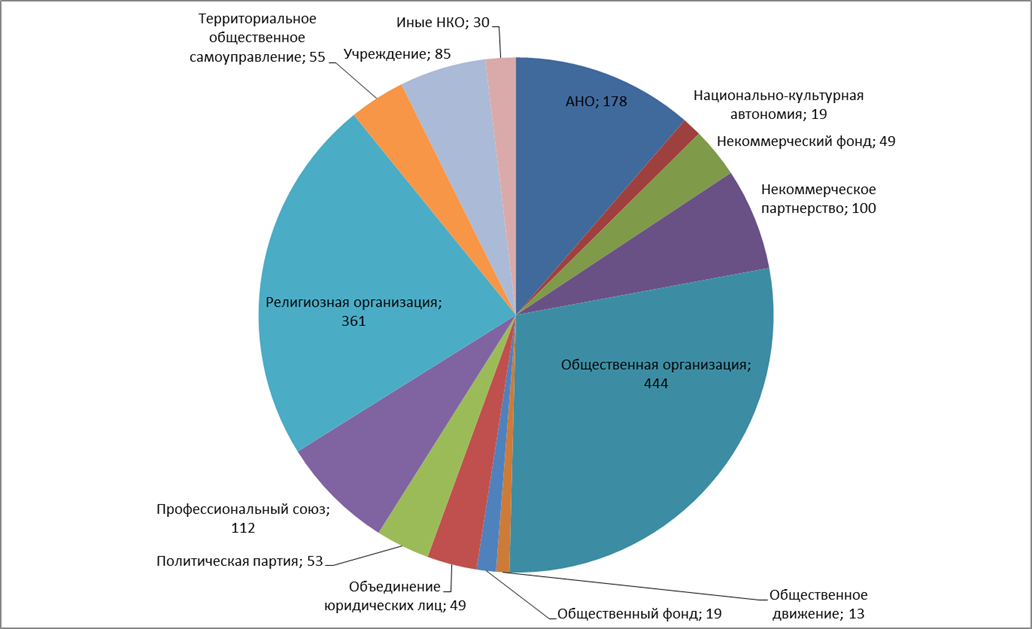 Территориальное
общественное
самоуправление; 55
Учреждение; 85
Иные НКО; 30
АНО; 178
Национально-культурная
автономия; 19
Некоммерческий фонд; 49
Некоммерческое
партнерство; 100
Религиозная организация;
361
Общественная организация;
444
Профессиональный союз;
112
Политическая партия; 53
Объединение
юридических лиц; 49
Общественный фонд; 19
Общественное
движение; 13